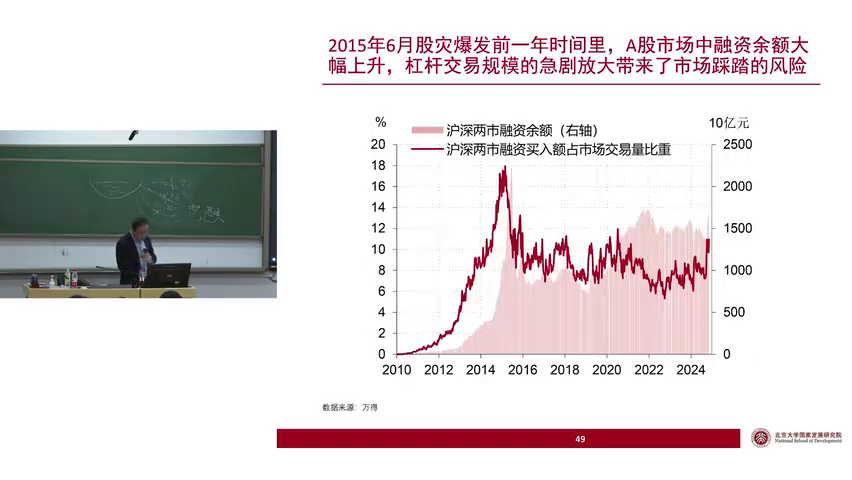 2015年6月股灾爆发前一年时间里，A股市场中融资余额大
幅上升，杠杆交易规模的急剧放大带来了市场踩踏的风险
%
10亿元
沪深两市融资余额（右轴）
沪深两市融资买入额占市场交易量比重
20
18
16
14
12
10
8
6
4
2
0
2500
2000
1500
1000
500
0
2010 2012 2014 2016 2018 2020 2022 2024
数据来源：万得
49
北京大学国家发展研究院
National School of Development